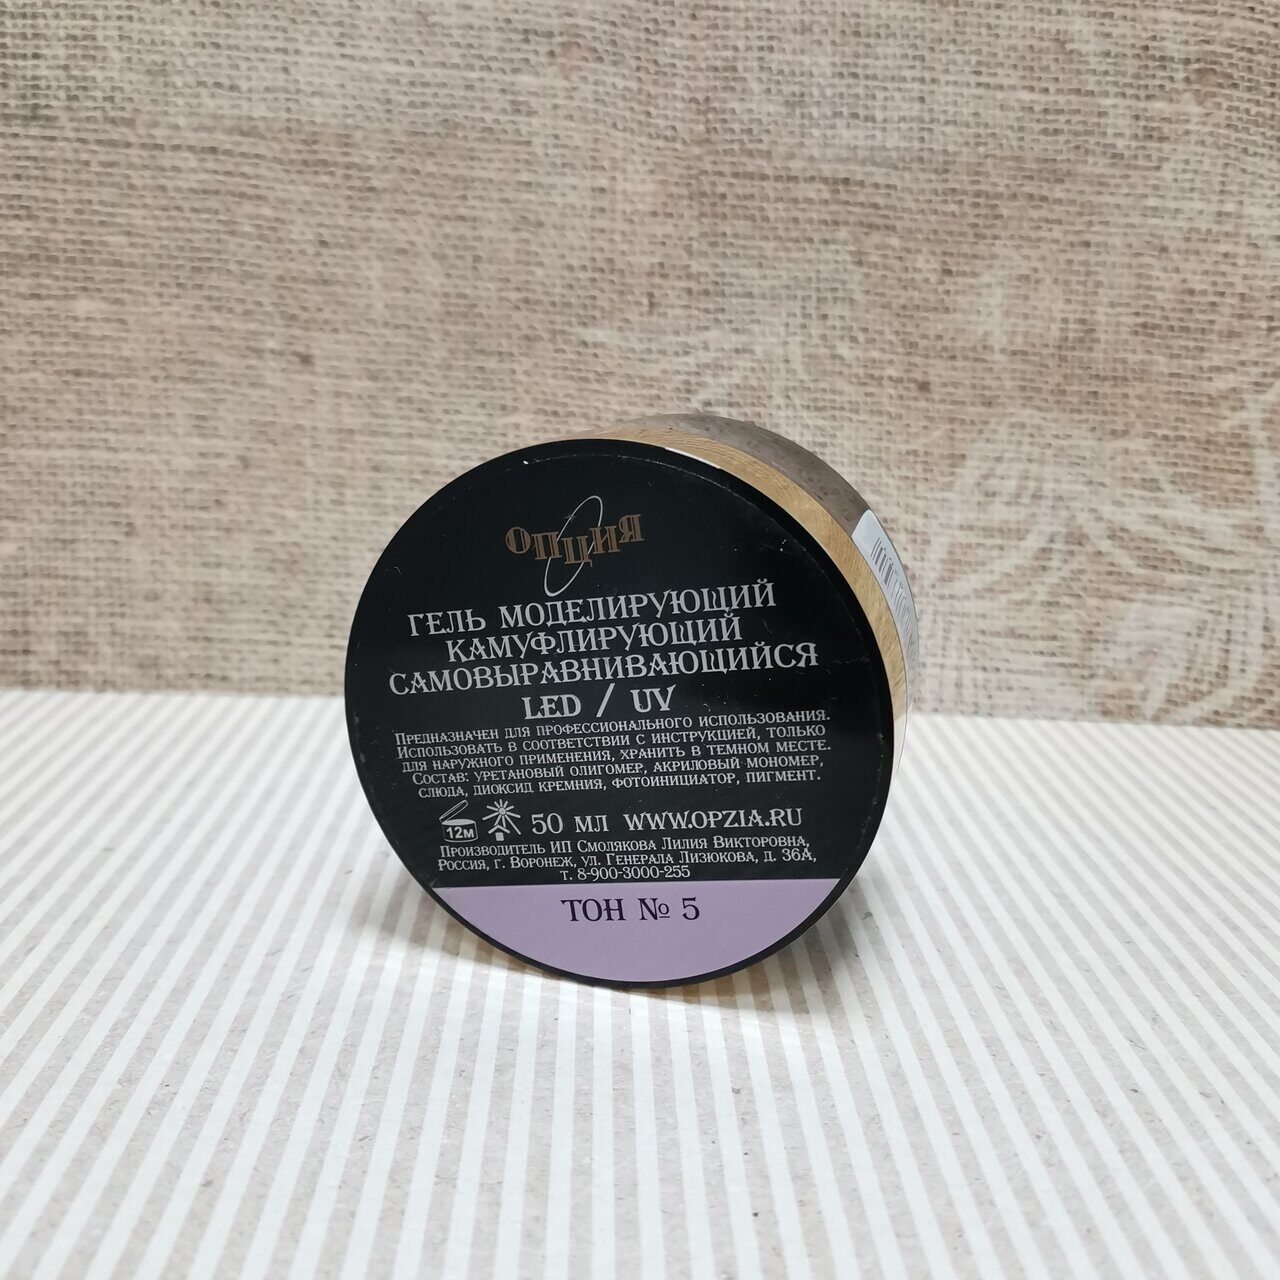 ОПЦИЯ
ГЕЛЬ МОДЕЛИРУЮЩИЙ
КАМУФЛИРУЮЩИЙ
САМОВЫРАВНИВАЮЩИЙСЯ
LED / UV
Предназначен для профессионального использования.
Использовать в соответствии с инструкцией, только
для наружного применения, хранить в темном месте.
Состав: уретановый олигомер, акриловый мономер,
слюда, диоксид кремния, фотоинициатор, пигмент.
12м 50 мл WWW.OPZIA.RU
Производитель ИП Смолякова Лилия Викторовна,
Россия, г. Воронеж, ул. Генерала Лизюкова, д. 36А,
т. 8-900-3000-255
ТОН № 5